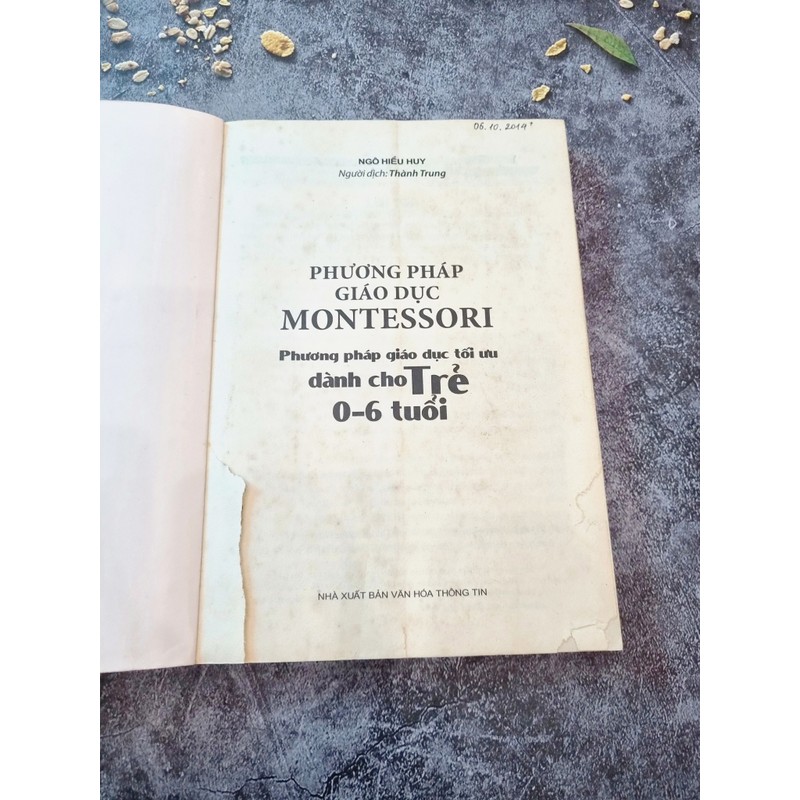 06.10.2019
NGÔ HIỂU HUY
Người dịch: Thành Trung
PHƯƠNG PHÁP
GIÁO DỤC
MONTESSORI
Phương pháp giáo dục tối ưu
dành cho Trẻ
0-6 tuổi
NHÀ XUẤT BẢN VĂN HÓA THÔNG TIN